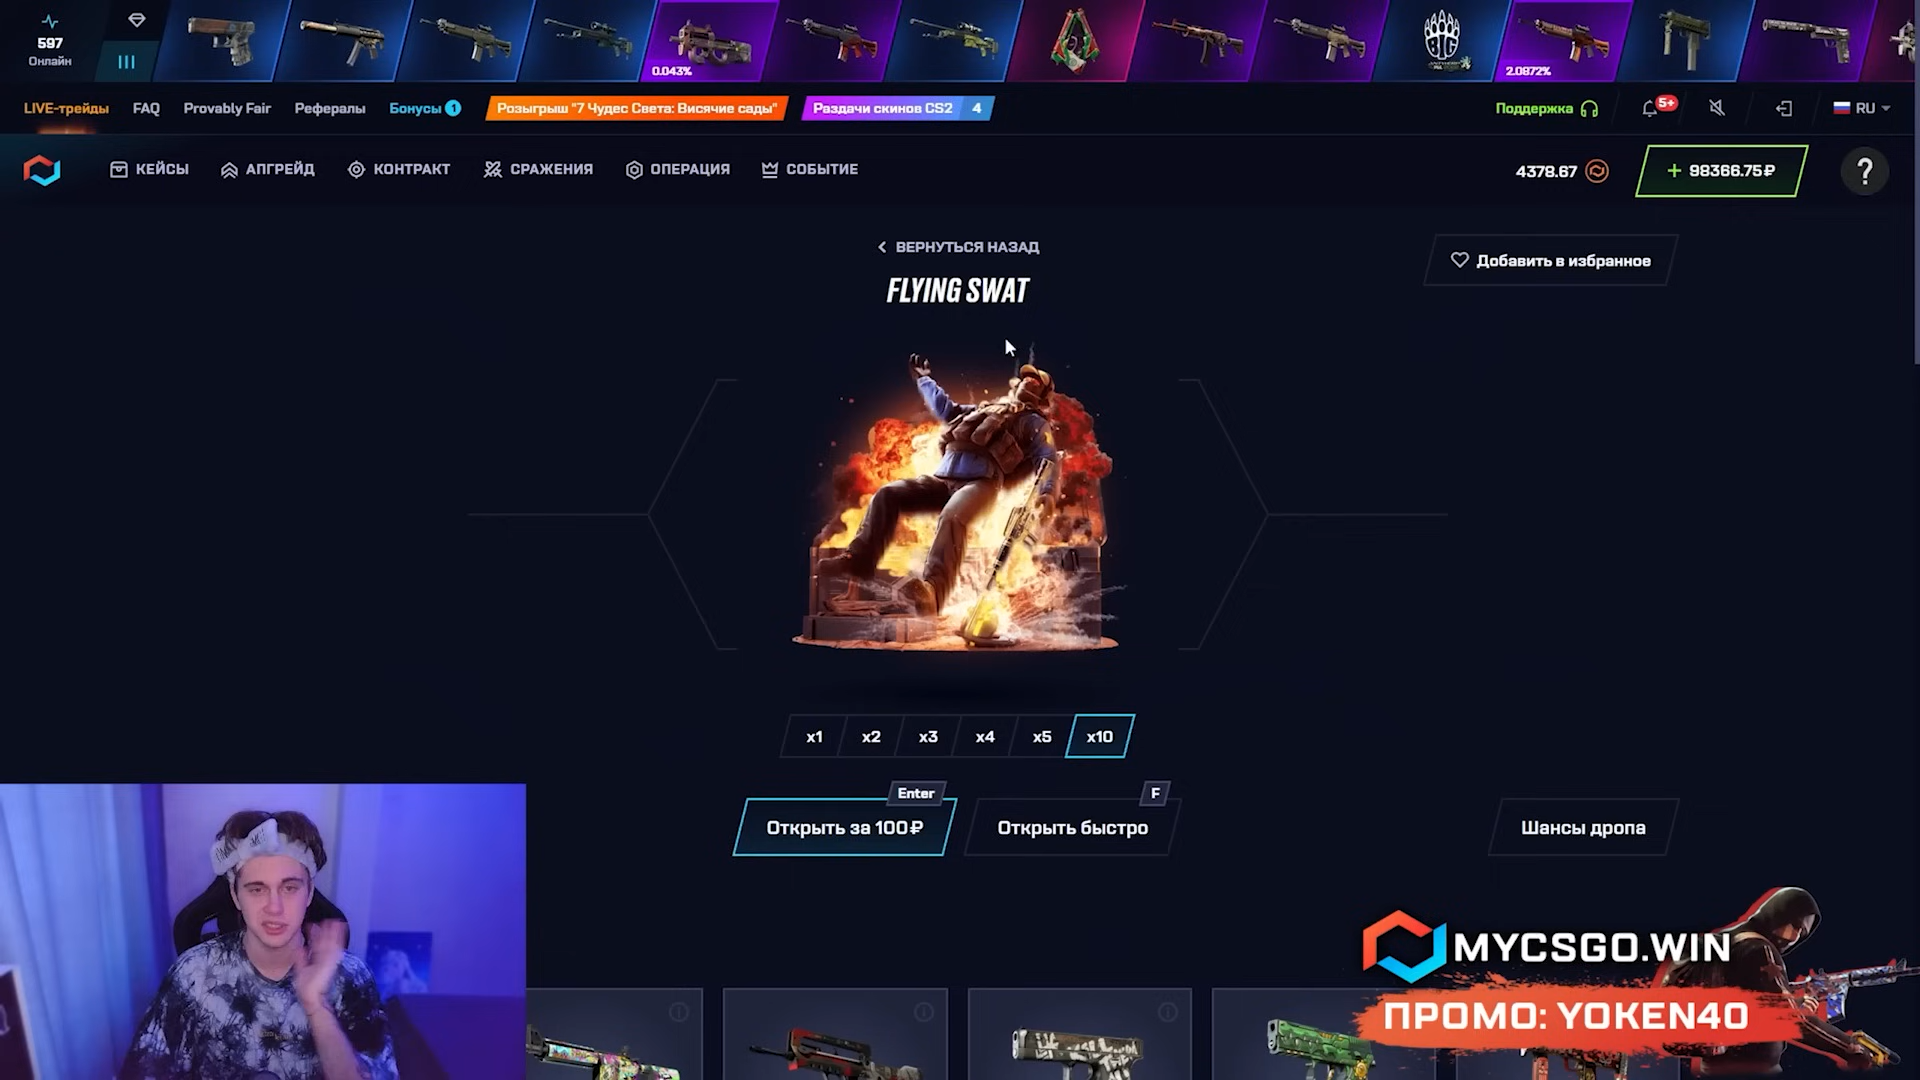 597
Онлайн
0.043%
BIG
2.0872%
LIVE-трейды
FAQ
Provably Fair
Рефералы
Бонусы 1
Розыгрыш "7 Чудес Света: Висячие сады"
Раздачи скинов CS2 4
Поддержка
5+
RU
КЕЙСЫ
АПГРЕЙД
КОНТРАКТ
СРАЖЕНИЯ
ОПЕРАЦИЯ
СОБЫТИЕ
4378.67
+ 98366.75₽
?
ВЕРНУТЬСЯ НАЗАД
Добавить в избранное
FLYING SWAT
x1
x2
x3
x4
x5
x10
Enter
F
Открыть за 100₽
Открыть быстро
Шансы дропа
MYCSGO.WIN
ПРОМО: YOKEN40